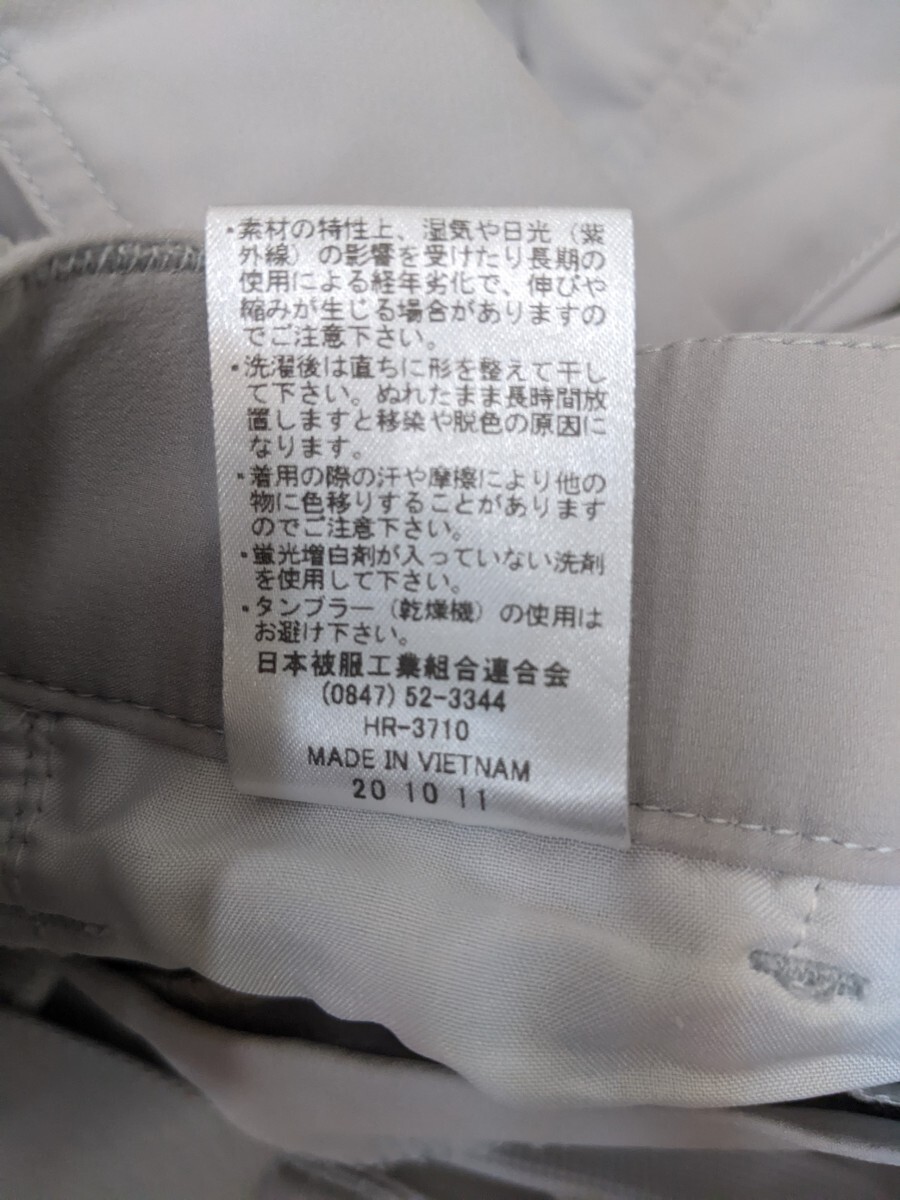 ・素材の特性上、湿気や日光（紫
外線）の影響を受けたり長期の
使用による経年劣化で、伸びや
縮みが生じる場合がありますの
でご注意下さい。
・洗濯後は直ちに形を整えて干し
て下さい。ぬれたまま長時間放
置しますと移染や脱色の原因に
なります。
・着用の際の汗や摩擦により他の
物に色移りすることがあります
のでご注意下さい。
・蛍光増白剤が入っていない洗剤
を使用して下さい。
・タンブラー（乾燥機）の使用は
お避け下さい。
日本被服工業組合連合会
(0847) 52-3344
HR-3710
MADE IN VIETNAM
20 10 11